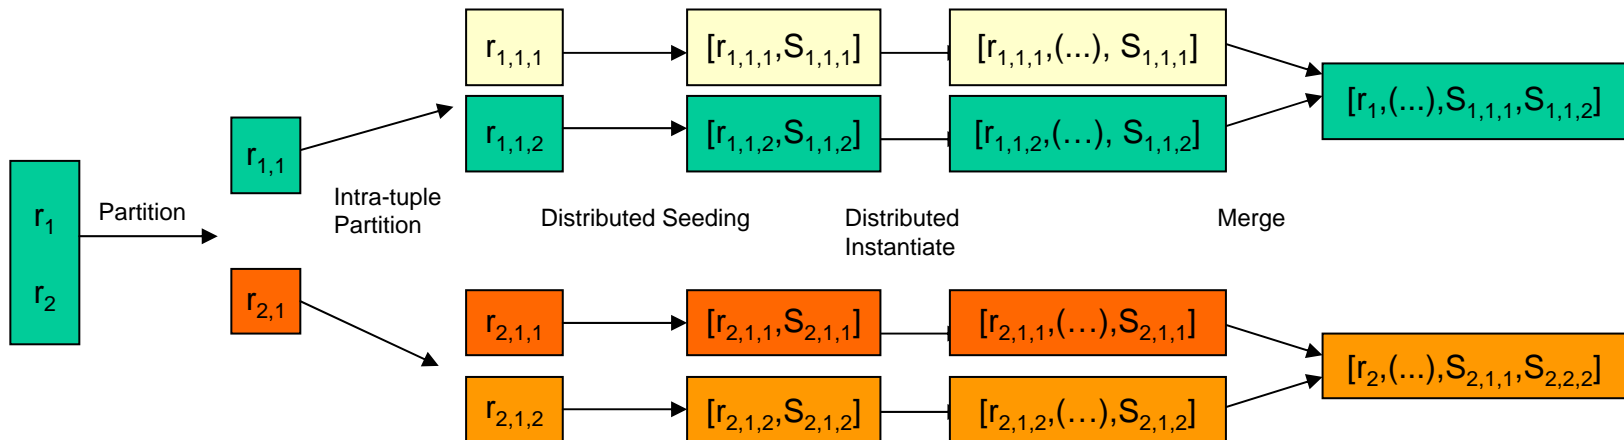 r1
r2
Partition
r1,1
r2,1
Intra-tuple
Partition
r1,1,1
[r1,1,1,S1,1,1]
[r1,1,1,(...), S1,1,1]
r1,1,2
[r1,1,2,S1,1,2]
[r1,1,2,(…), S1,1,2]
[r1,(...),S1,1,1,S1,1,2]
Distributed Seeding
Distributed
Instantiate
Merge
r2,1,1
[r2,1,1,S2,1,1]
[r2,1,1,(…),S2,1,1]
r2,1,2
[r2,1,2,S2,1,2]
[r2,1,2,(…),S2,1,2]
[r2,(...),S2,1,1,S2,2,2]